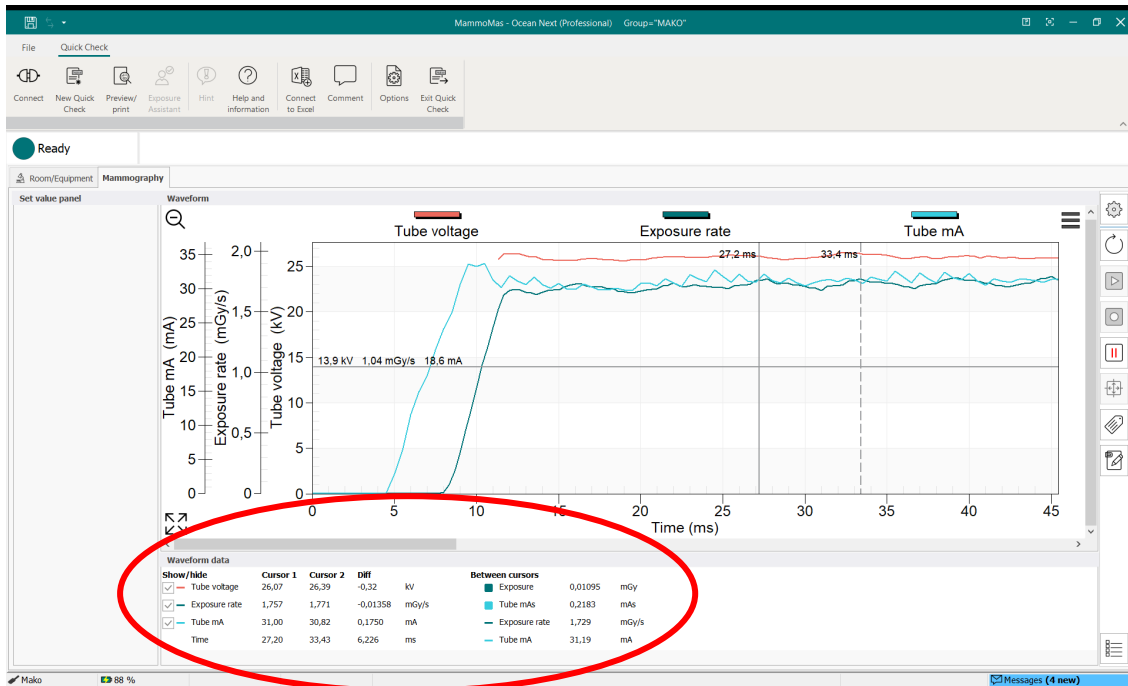 MammoMas - Ocean Next (Professional) Group="MAKO"
File Quick Check
Connect New Quick Check Preview/print Exposure Assistant Hint Help and information Connect to Excel Comment Options Exit Quick Check
Ready
Room/Equipment Mammography
Set value panel Waveform
Tube voltage Exposure rate Tube mA
27,2 ms 33,4 ms
Tube mA (mA)
35
30
25
20
15
10
5
0
Exposure rate (mGy/s)
2,0
1,5
1,0
0,5
0
Tube voltage (kV)
25
20
15
10
5
0
13,9 kV 1,04 mGy/s 18,6 mA
0 5 10 15 20 25 30 35 40 45
Time (ms)
Waveform data
Show/hide Cursor 1 Cursor 2 Diff Between cursors
Tube voltage 26,07 26,39 -0,32 kV Exposure 0,01095 mGy
Exposure rate 1,757 1,771 -0,01358 mGy/s Tube mAs 0,2183 mAs
Tube mA 31,00 30,82 0,1750 mA Exposure rate 1,729 mGy/s
Time 27,20 33,43 6,226 ms Tube mA 31,19 mA
Mako 88 % Messages (4 new)